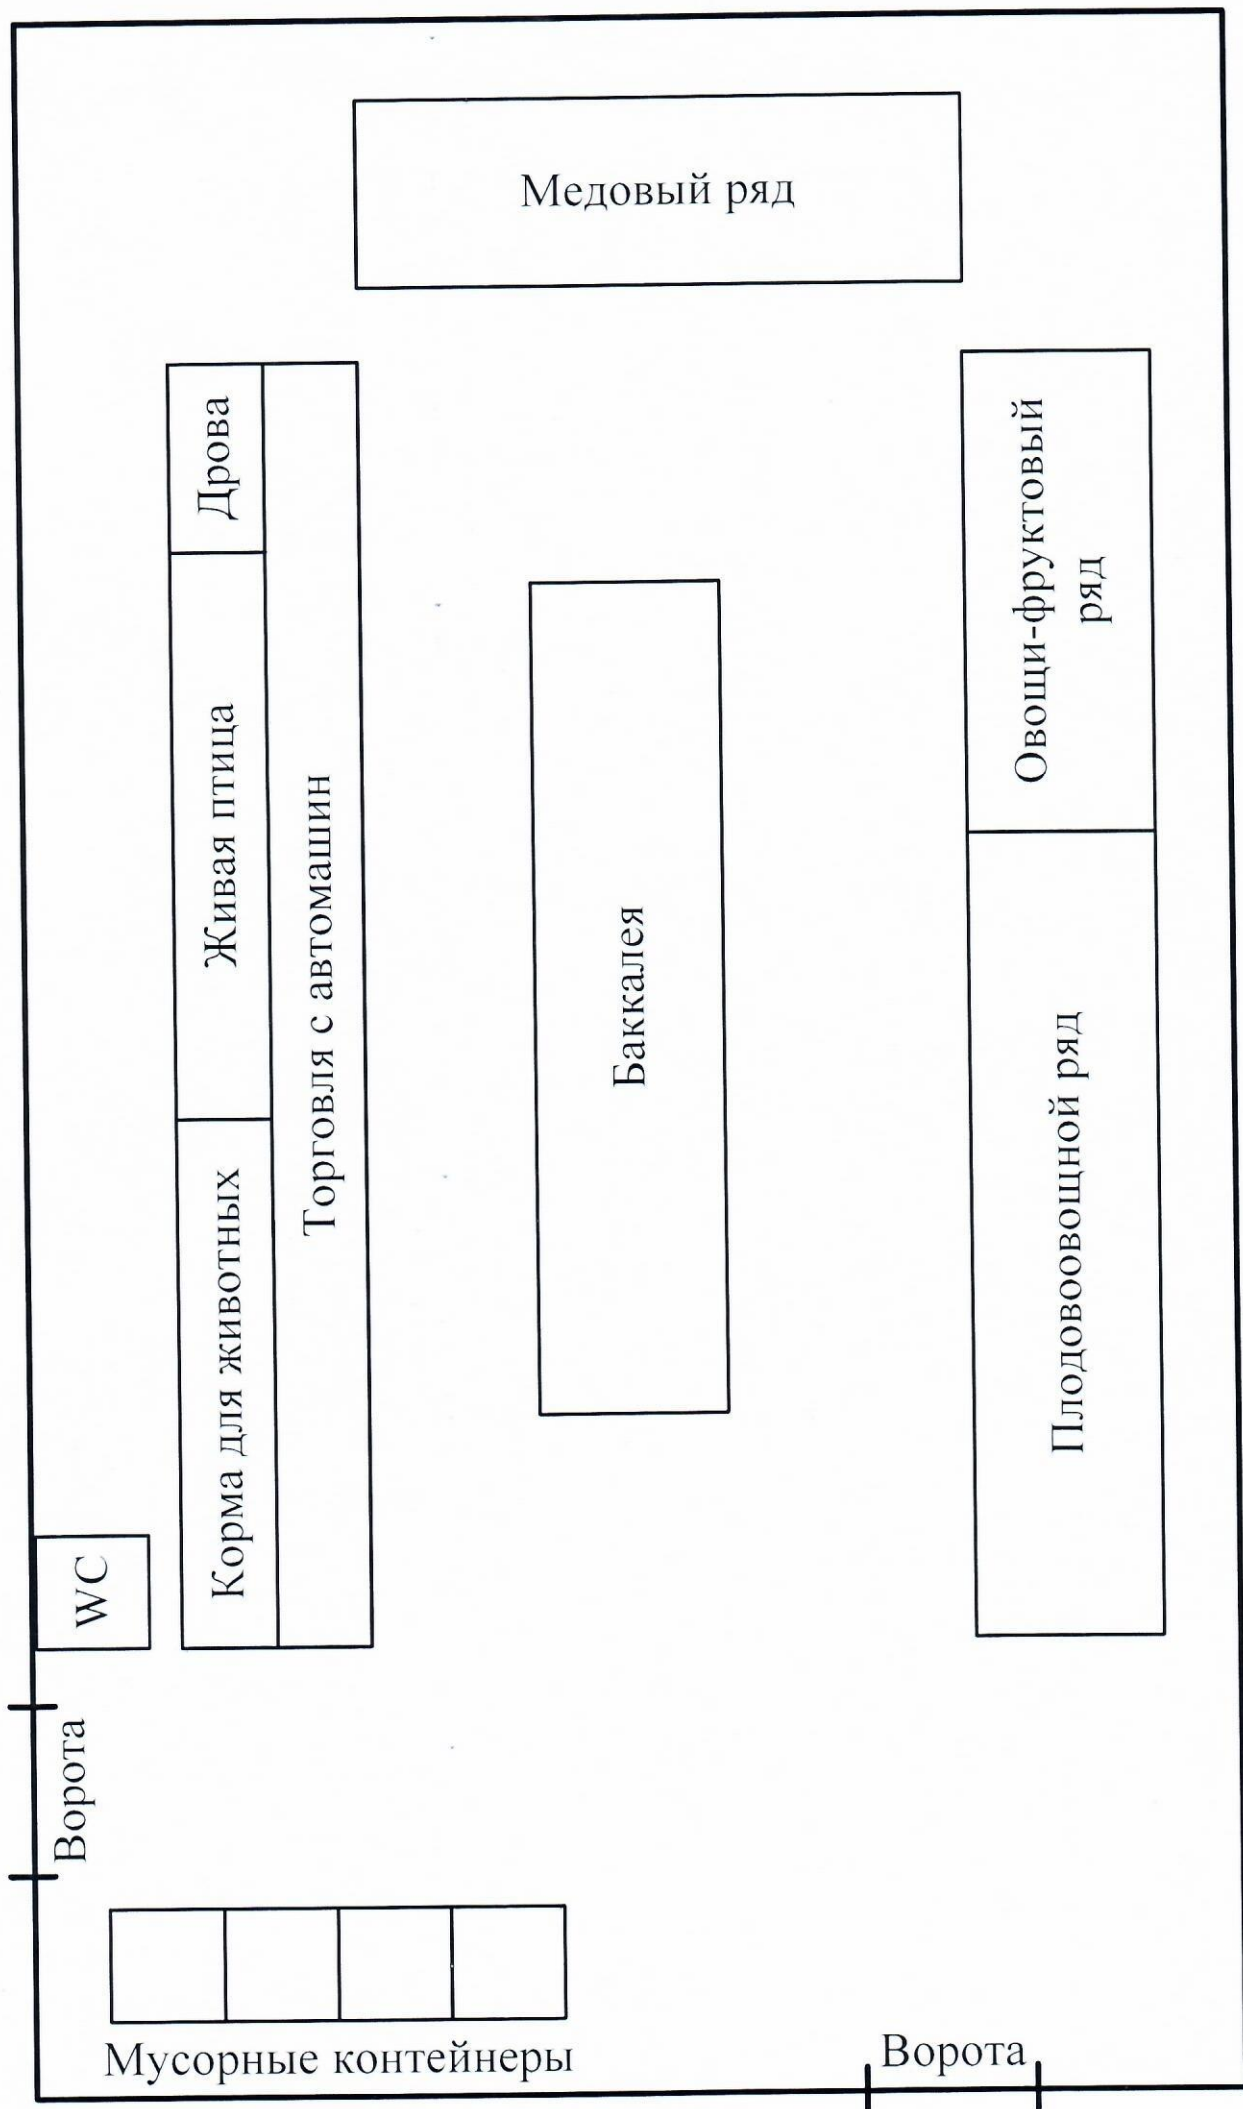 Медовый ряд
Дрова
Живая птица
Корма для животных
Торговля с автомашин
Баккалея
Овощи-фруктовый
ряд
Плодовоовощной ряд
WC
Ворота
Мусорные контейнеры
Ворота